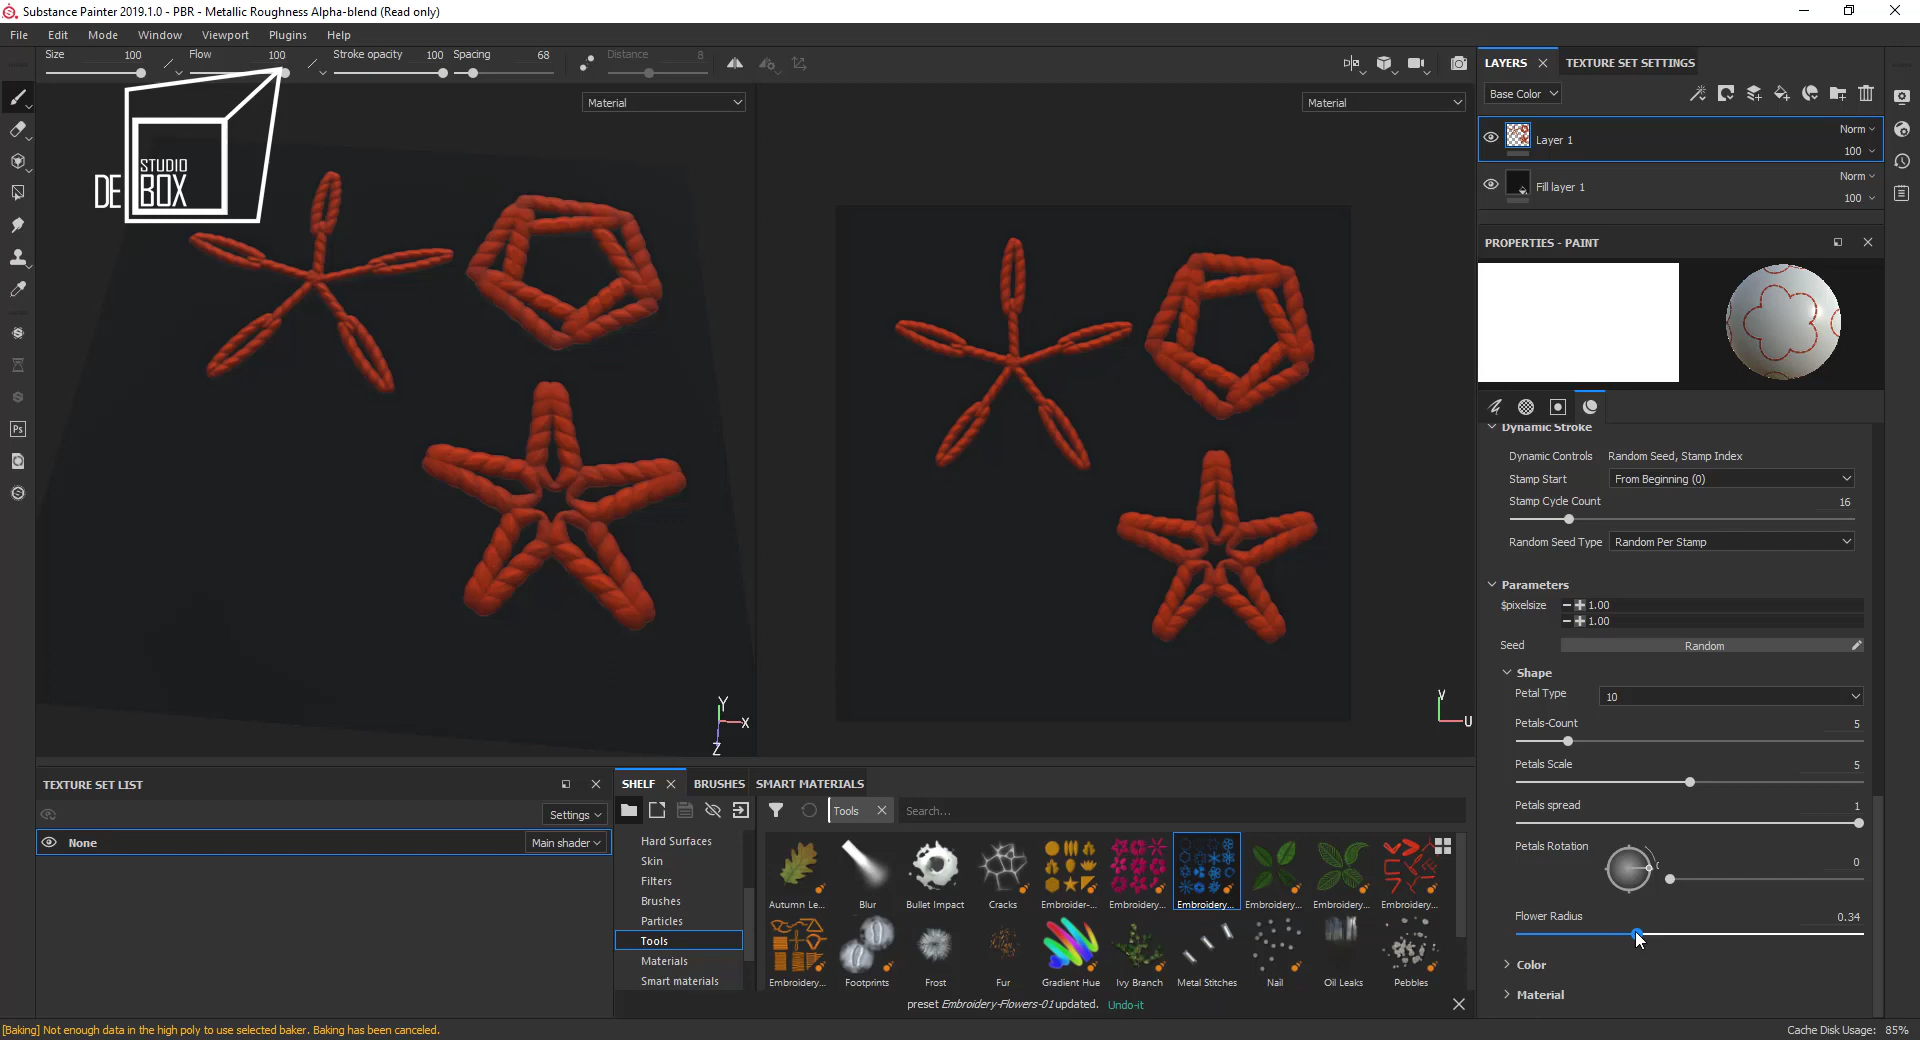 Substance Painter 2019.1.0 - PBR - Metallic Roughness Alpha-blend (Read only)
File Edit Mode Window Viewport Plugins Help
Size 100 Flow 100 Stroke opacity 100 Spacing 68 Distance 8
Material
Material
DE STUDIO BOX
Y
X
Z
V
U
LAYERS TEXTURE SET SETTINGS
Base Color
Layer 1 Norm 100
Fill layer 1 Norm 100
PROPERTIES - PAINT
Ps
Dynamic Stroke
Dynamic Controls Random Seed, Stamp Index
Stamp Start From Beginning (0)
Stamp Cycle Count 16
Random Seed Type Random Per Stamp
Parameters
$pixelsize 1.00
1.00
Seed Random
Shape
Petal Type 10
Petals-Count 5
Petals Scale 5
Petals spread 1
Petals Rotation 0
Flower Radius 0.34
Color
Material
TEXTURE SET LIST
Settings
None Main shader
SHELF BRUSHES SMART MATERIALS
Tools Search...
Hard Surfaces
Skin
Filters
Brushes
Particles
Tools
Materials
Smart materials
Autumn Le... Blur Bullet Impact Cracks Embroider-... Embroidery... Embroidery... Embroidery... Embroidery... Embroidery...
Embroidery... Footprints Frost Fur Gradient Hue Ivy Branch Metal Stitches Nail Oil Leaks Pebbles
preset Embroidery-Flowers-01 updated. Undo-it
[Baking] Not enough data in the high poly to use selected baker. Baking has been canceled.
Cache Disk Usage: 85%